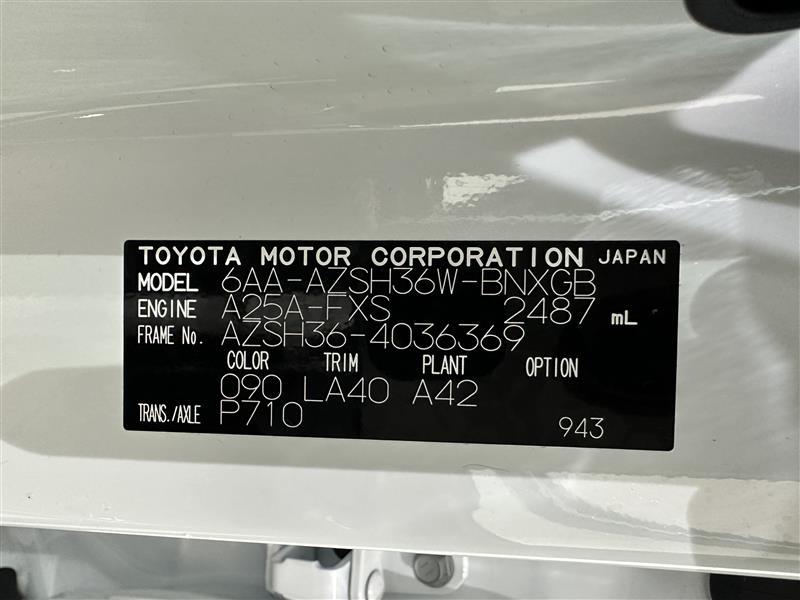 TOYOTA MOTOR CORPORATION JAPAN
MODEL 6AA-AZSH36W-BNXGB
ENGINE A25A-FXS 2487 mL
FRAME No. AZSH36-4036369
COLOR TRIM PLANT OPTION
090 LA40 A42
TRANS./AXLE P710 943